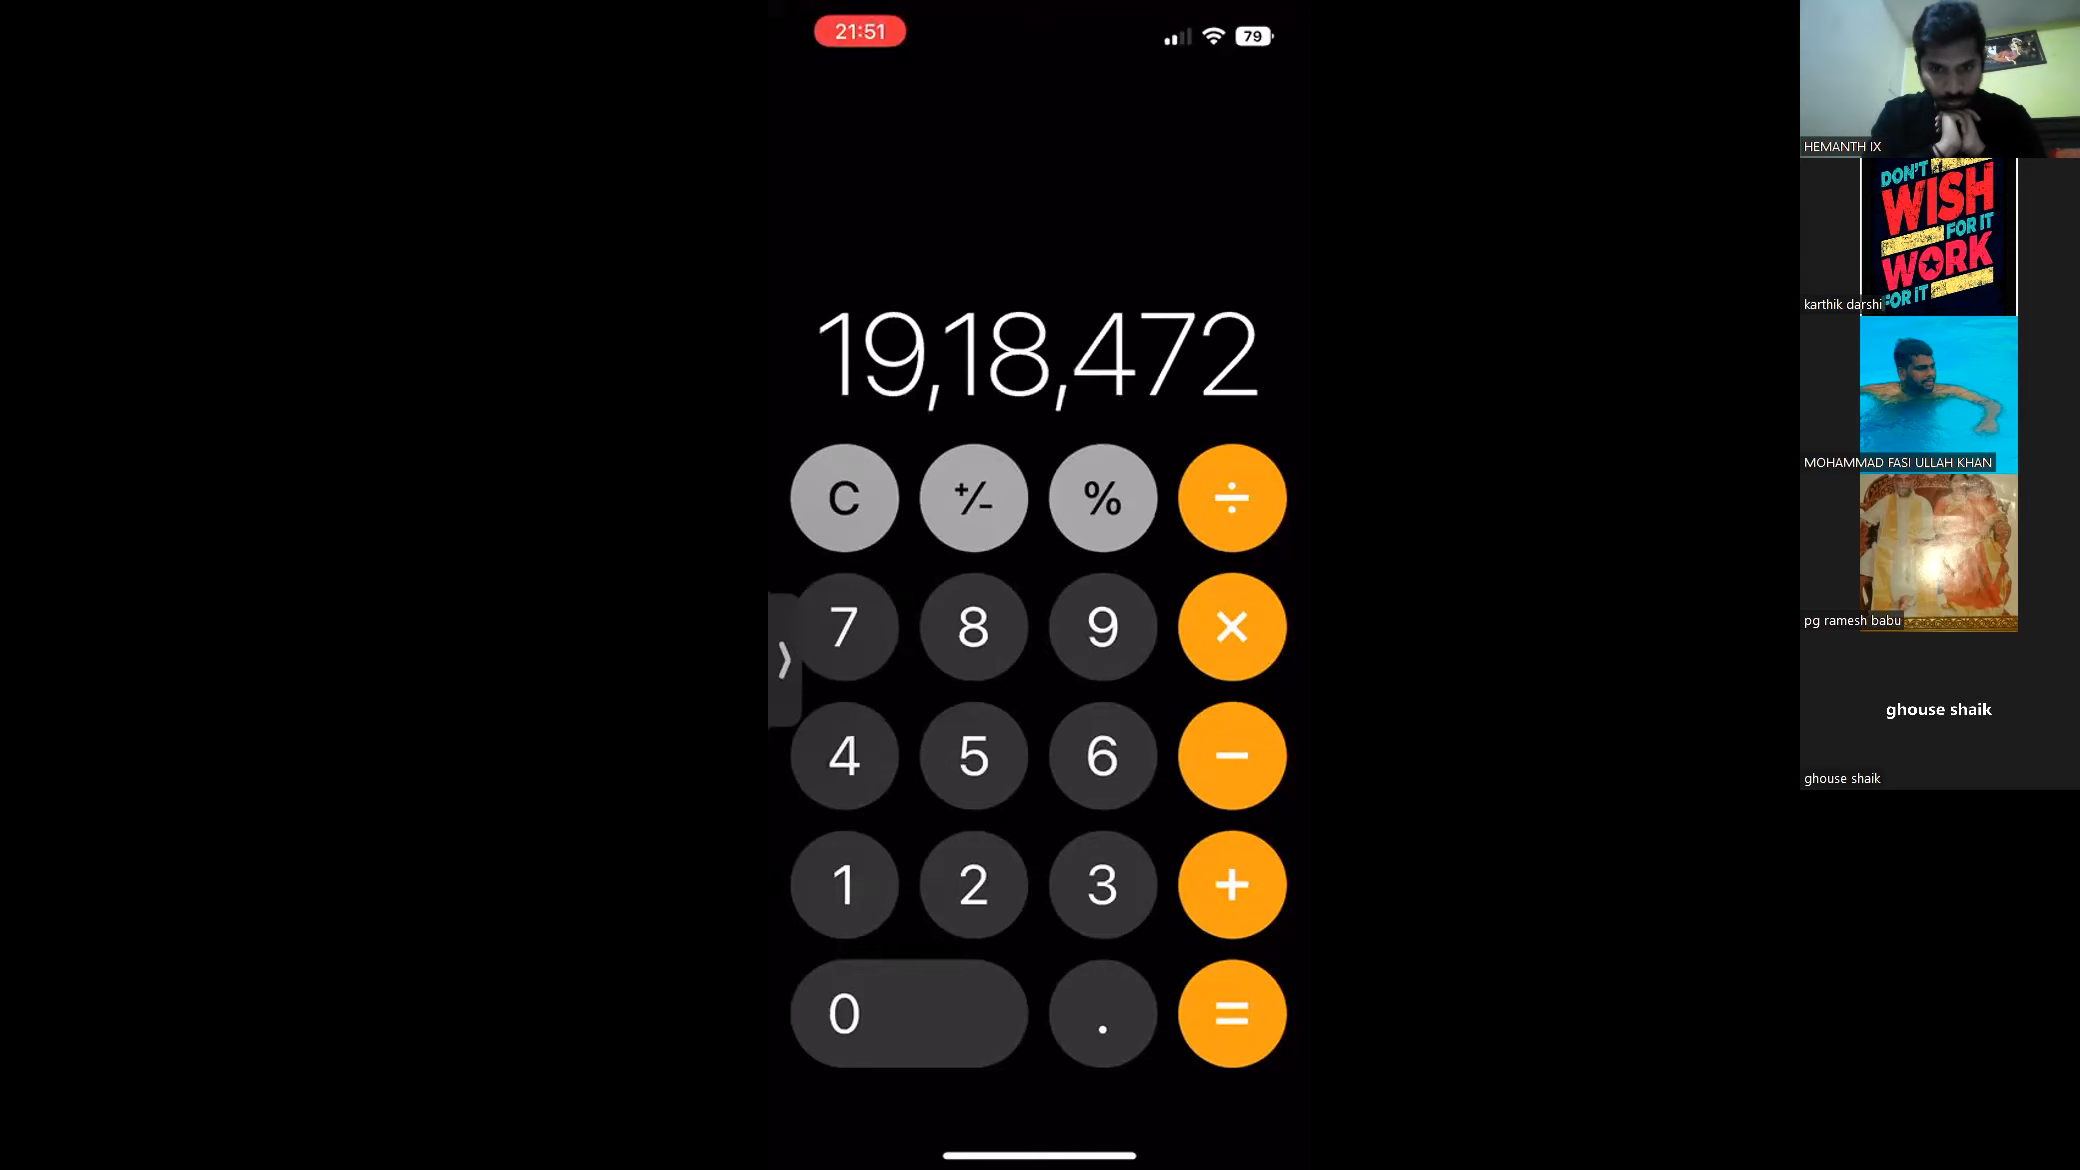 21:51
79
19,18,472
C +/- % ÷
7 8 9 ×
4 5 6 −
1 2 3 +
0 . =
HEMANTH IX
DON'T
WISH
FOR IT
WORK
FOR IT
karthik darshi
MOHAMMAD FASI ULLAH KHAN
pg ramesh babu
ghouse shaik
ghouse shaik